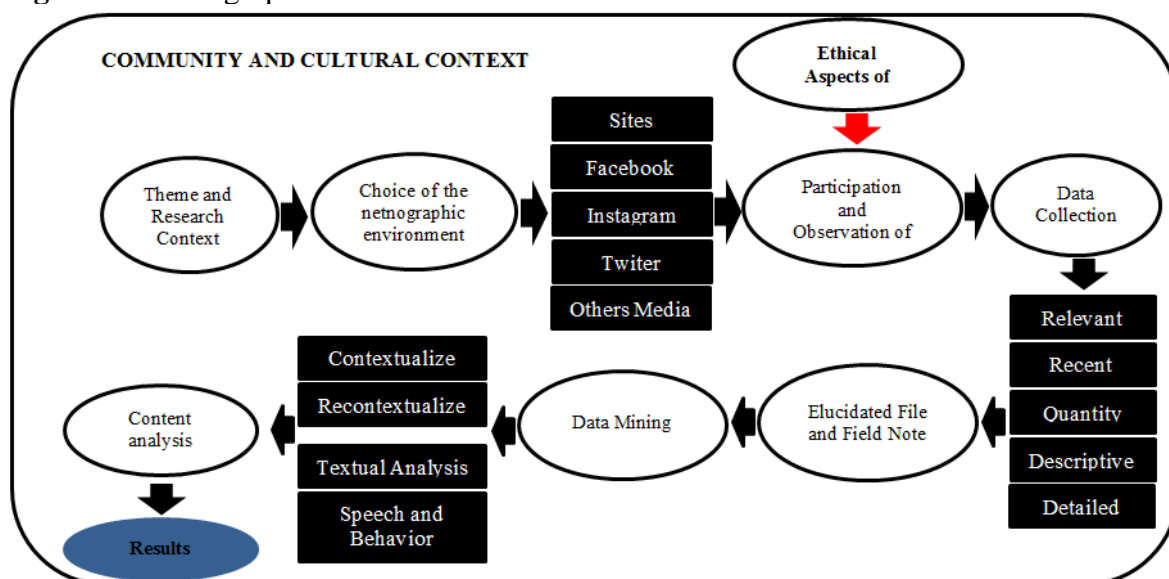 COMMUNITY AND CULTURAL CONTEXT
Ethical
Aspects of
Theme and
Research
Context
Choice of the
netnographic
environment
Sites
Facebook
Instagram
Twiter
Others Media
Participation
and
Observation of
Data
Collection
Relevant
Recent
Quantity
Descriptive
Detailed
Elucidated File
and Field Note
Data Mining
Contextualize
Recontextualize
Textual Analysis
Speech and
Behavior
Content
analysis
Results